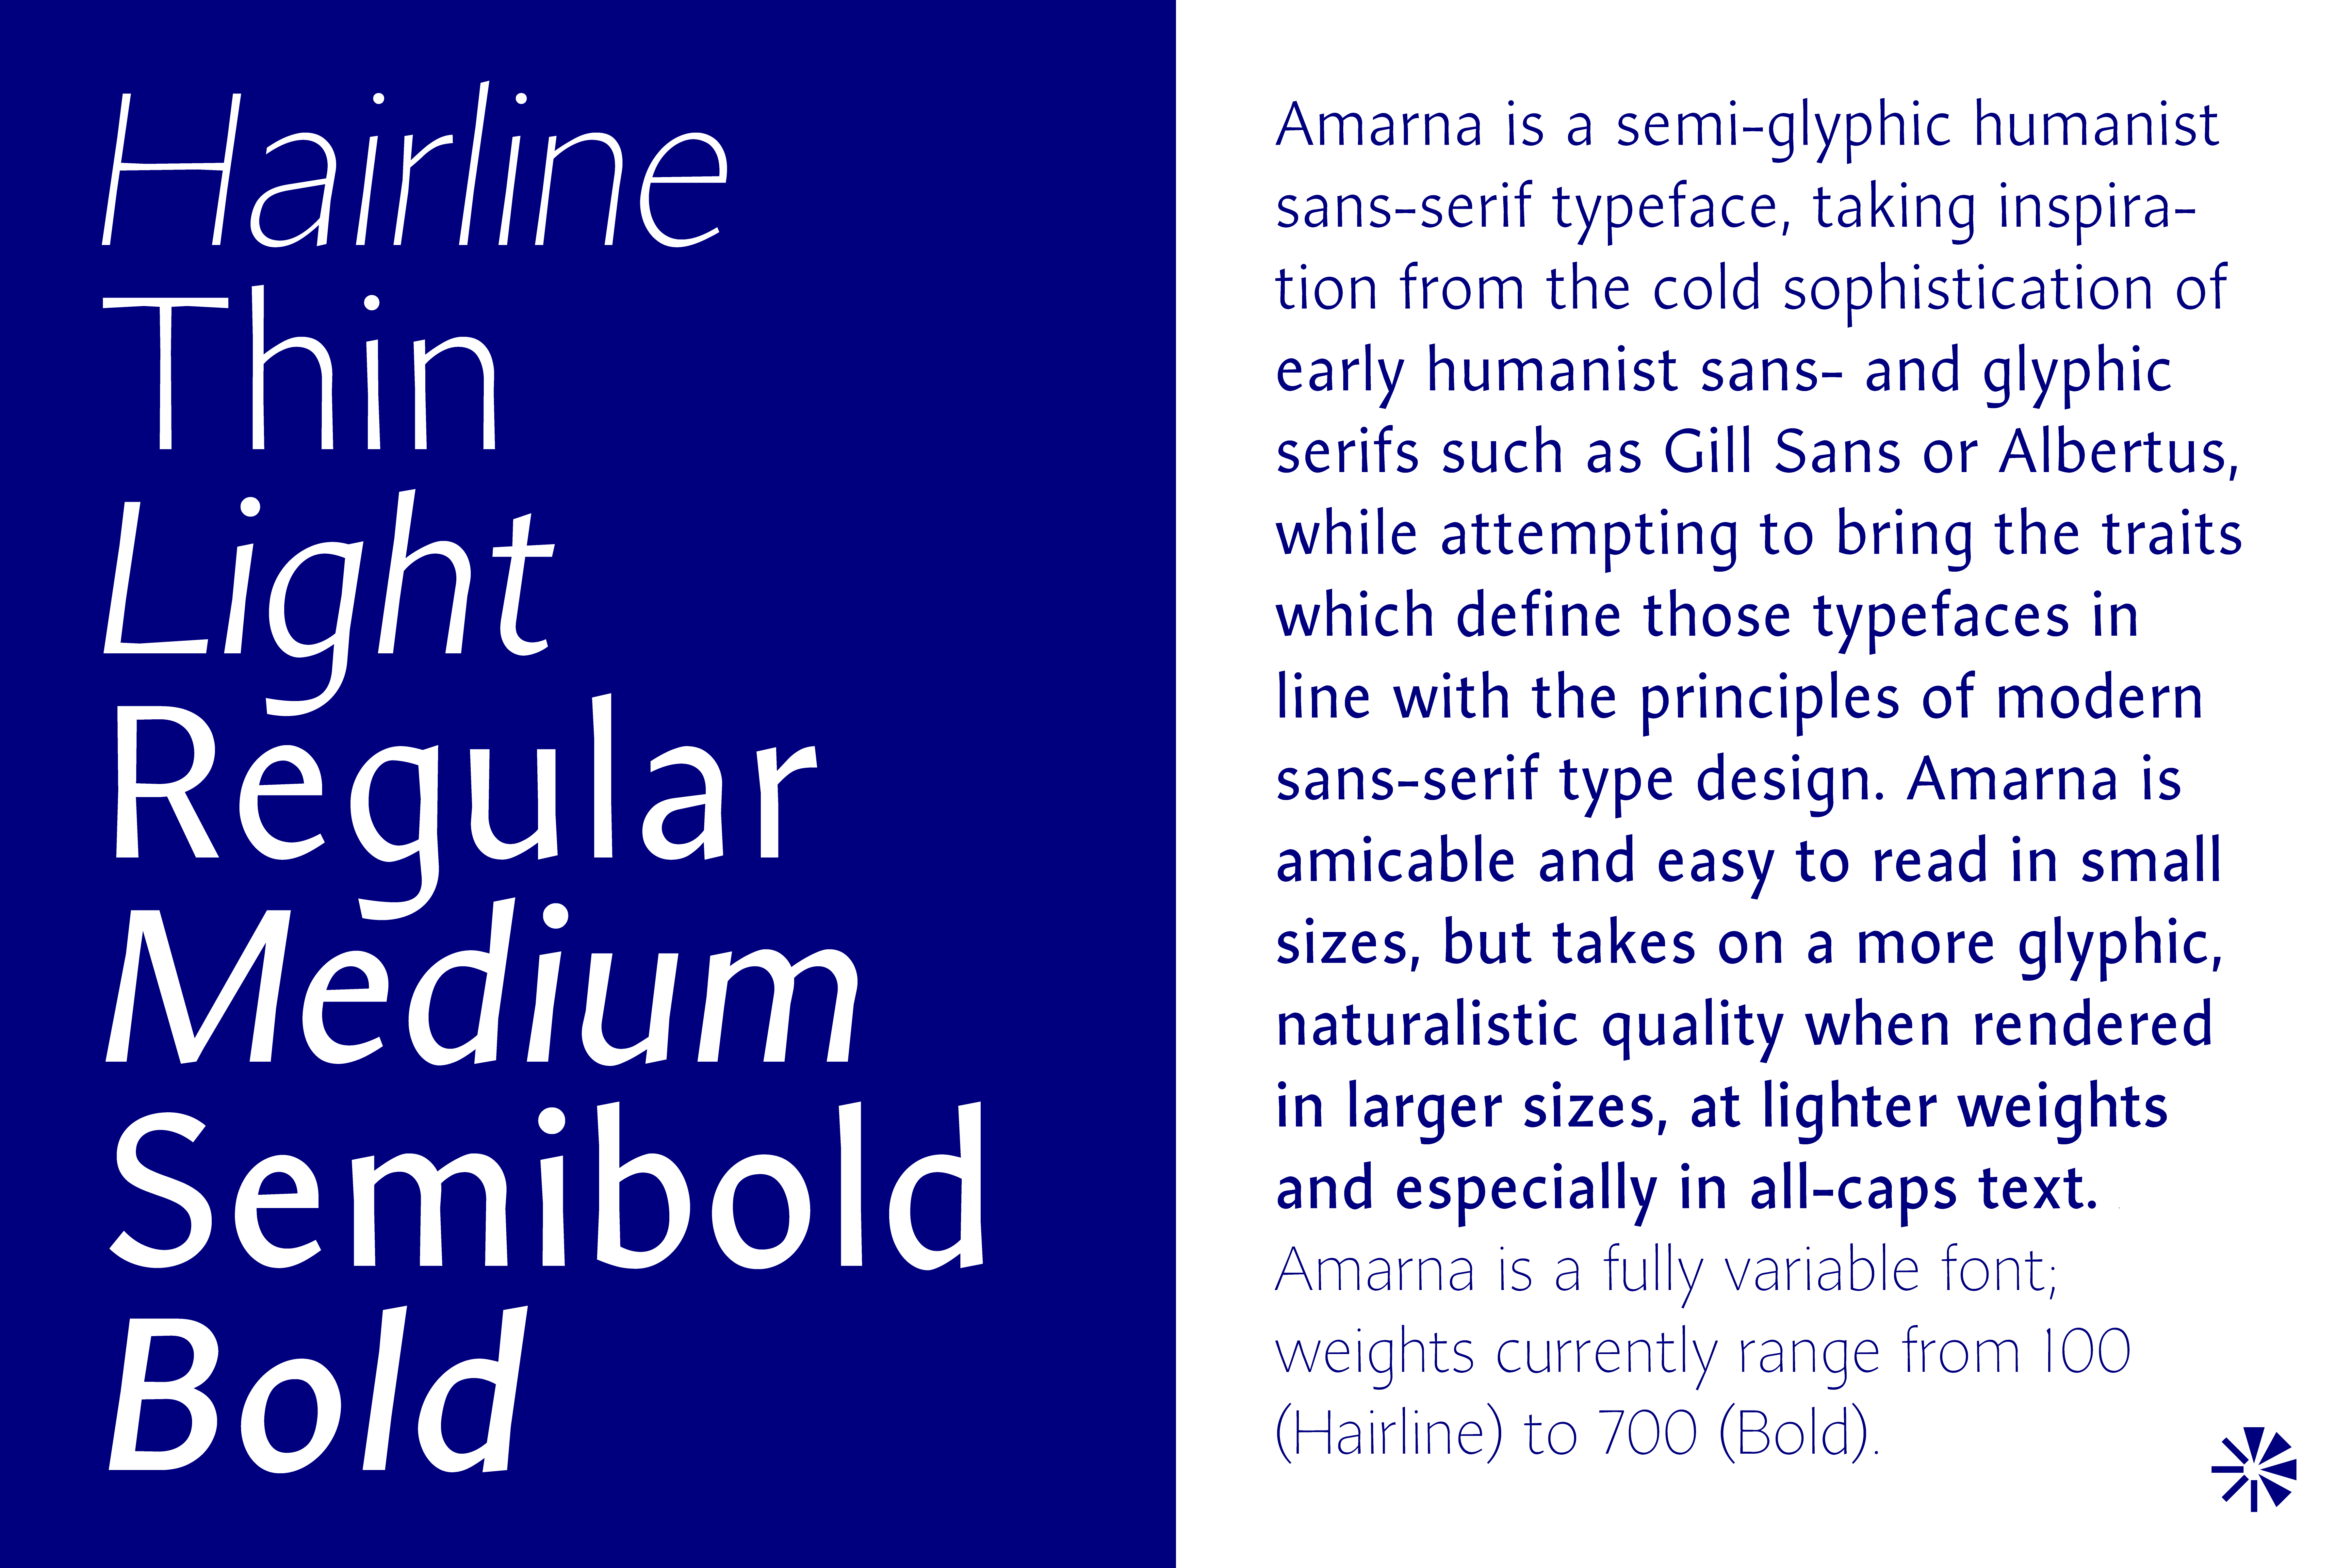 Hairline
Thin
Light
Regular
Medium
Semibold
Bold
Amarna is a semi-glyphic humanist
sans-serif typeface, taking inspira-
tion from the cold sophistication of
early humanist sans- and glyphic
serifs such as Gill Sans or Albertus,
while attempting to bring the traits
which define those typefaces in
line with the principles of modern
sans-serif type design. Amarna is
amicable and easy to read in small
sizes, but takes on a more glyphic,
naturalistic quality when rendered
in larger sizes, at lighter weights
and especially in all-caps text.
Amarna is a fully variable font;
weights currently range from 100
(Hairline) to 700 (Bold).